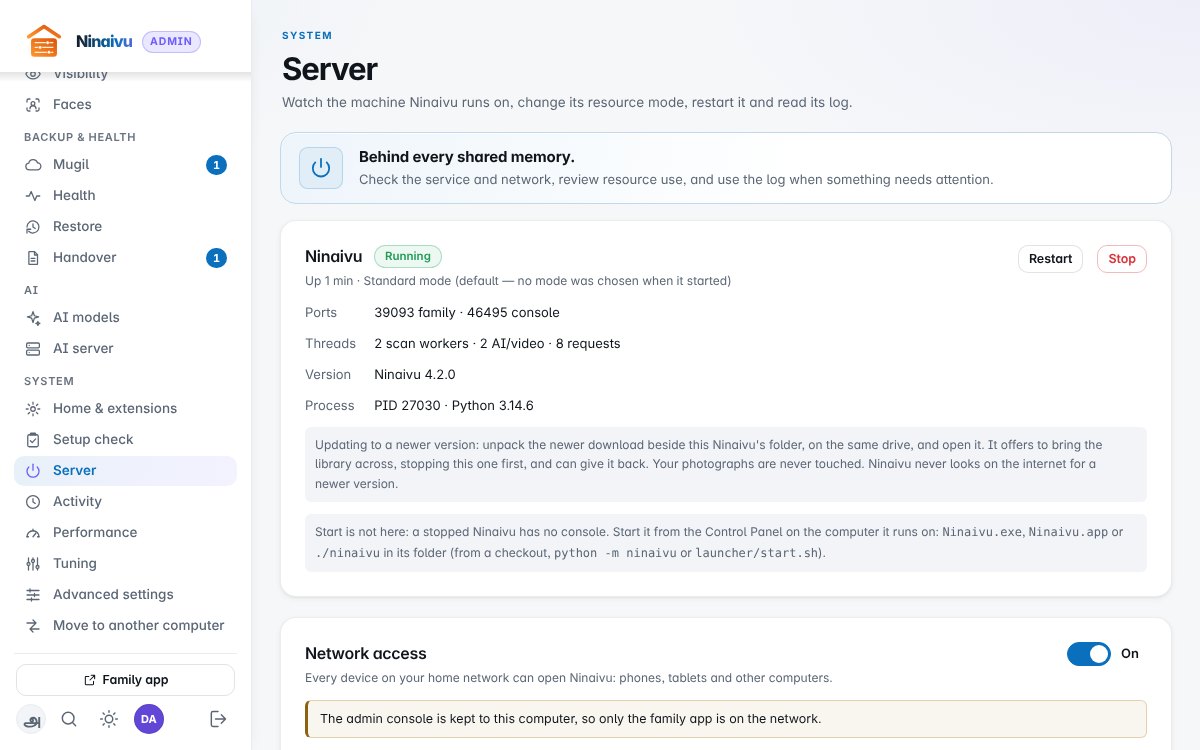 Ninaivu ADMIN
Visibility
Faces
BACKUP & HEALTH
Mugil 1
Health
Restore
Handover 1
AI
AI models
AI server
SYSTEM
Home & extensions
Setup check
Server
Activity
Performance
Tuning
Advanced settings
Move to another computer
Family app
அ
DA
SYSTEM
Server
Watch the machine Ninaivu runs on, change its resource mode, restart it and read its log.
Behind every shared memory.
Check the service and network, review resource use, and use the log when something needs attention.
Ninaivu Running
Restart Stop
Up 1 min · Standard mode (default — no mode was chosen when it started)
Ports 39093 family · 46495 console
Threads 2 scan workers · 2 AI/video · 8 requests
Version Ninaivu 4.2.0
Process PID 27030 · Python 3.14.6
Updating to a newer version: unpack the newer download beside this Ninaivu's folder, on the same drive, and open it. It offers to bring the
library across, stopping this one first, and can give it back. Your photographs are never touched. Ninaivu never looks on the internet for a
newer version.
Start is not here: a stopped Ninaivu has no console. Start it from the Control Panel on the computer it runs on: Ninaivu.exe, Ninaivu.app or
./ninaivu in its folder (from a checkout, python -m ninaivu or launcher/start.sh).
Network access
On
Every device on your home network can open Ninaivu: phones, tablets and other computers.
The admin console is kept to this computer, so only the family app is on the network.